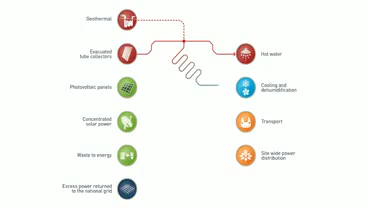 Geothermal
Evacuated
tube collectors
Hot water
Photovoltaic panels
Cooling and
dehumidification
Concentrated
solar power
Transport
Waste to energy
Site wide power
distribution
Excess power returned
to the national grid